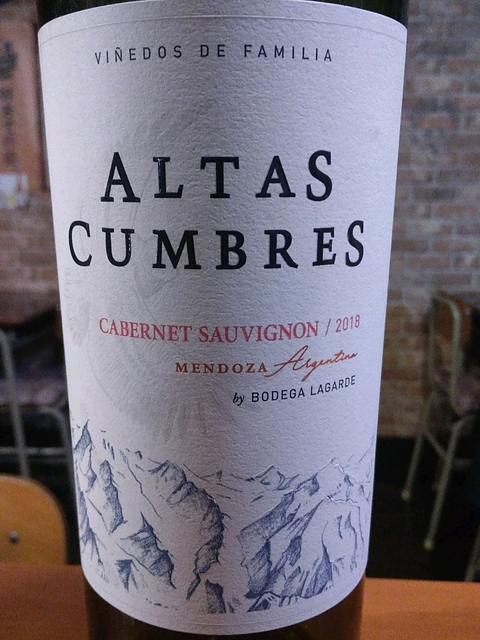 VIÑEDOS DE FAMILIA
ALTAS
CUMBRES
CABERNET SAUVIGNON / 2018
MENDOZA Argentina
by BODEGA LAGARDE